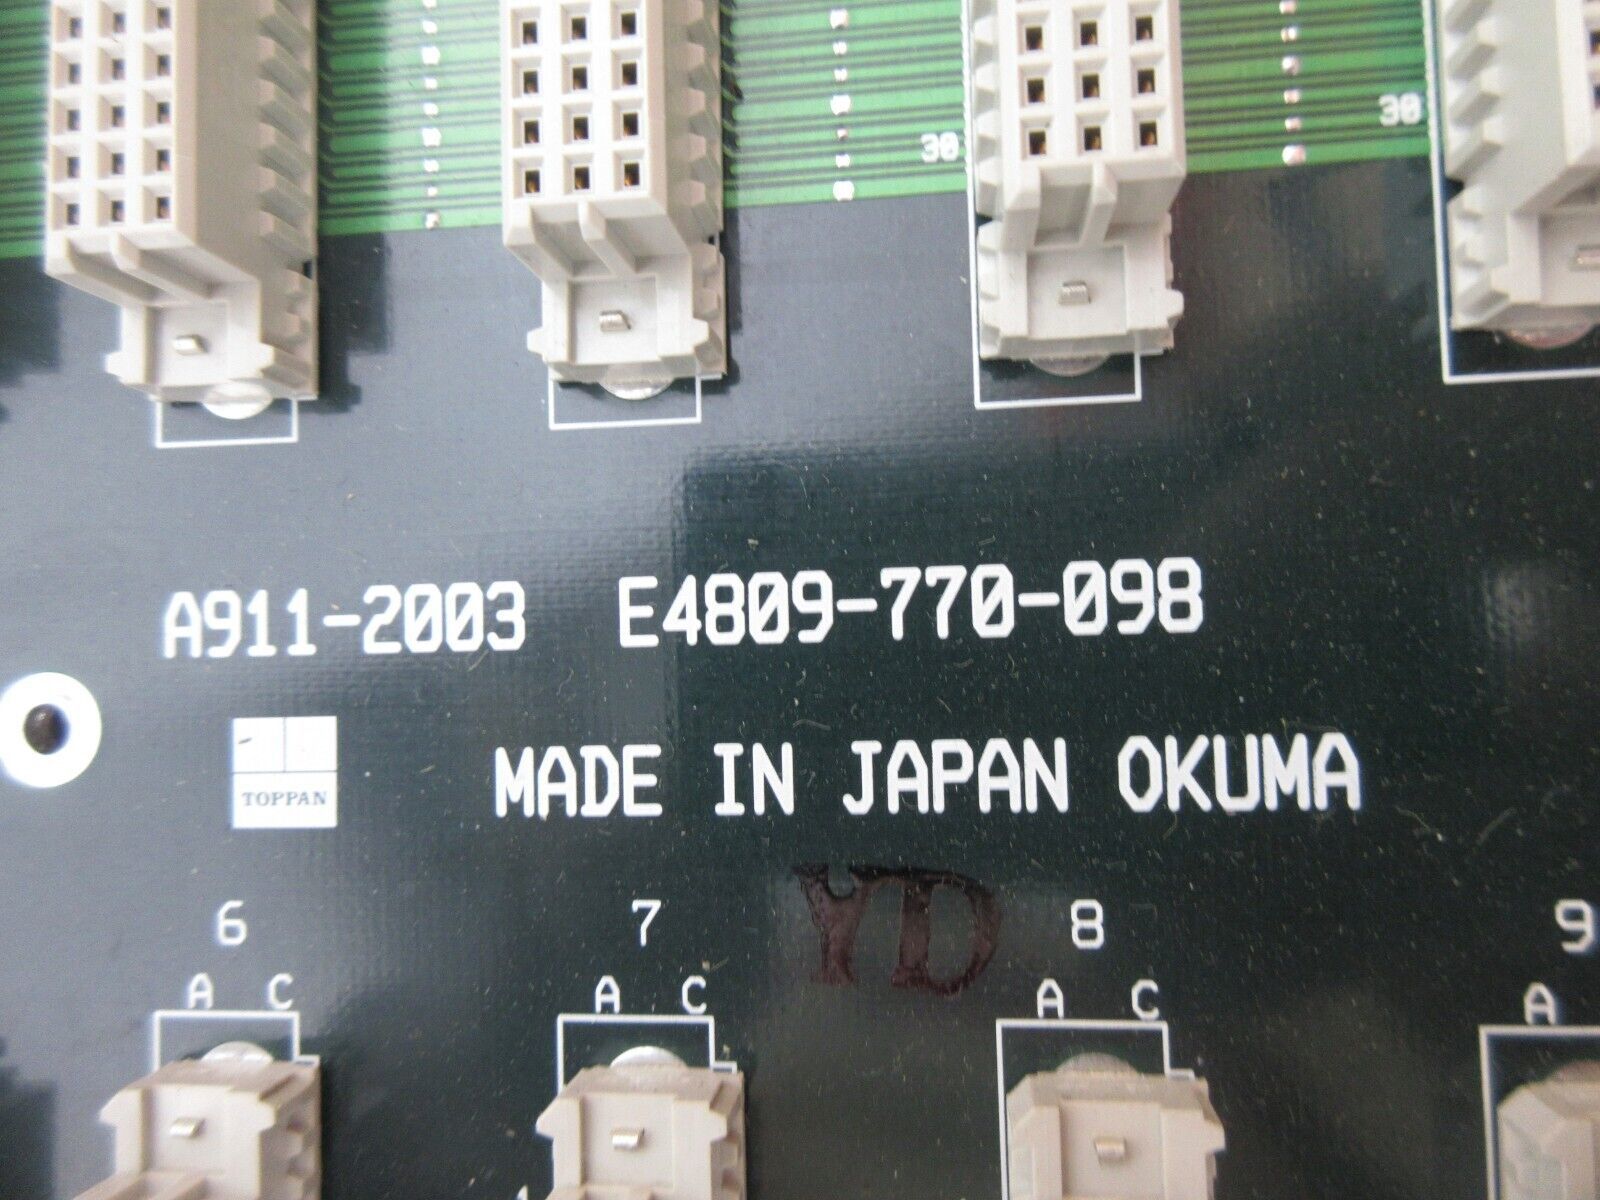 30
30
A911-2003 E4809-770-098
TOPPAN
MADE IN JAPAN OKUMA
YD
6 7 8 9
A C A C A C A